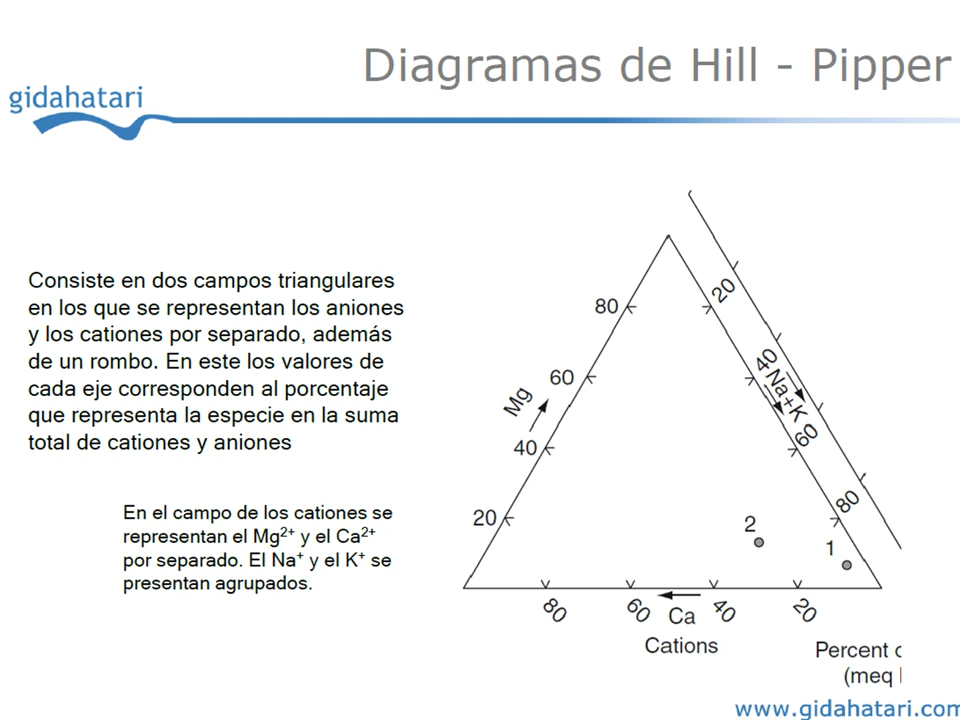 Diagramas de Hill - Pipper
gidahatari
Consiste en dos campos triangulares
en los que se representan los aniones
y los cationes por separado, además
de un rombo. En este los valores de
cada eje corresponden al porcentaje
que representa la especie en la suma
total de cationes y aniones
En el campo de los cationes se
representan el Mg2+ y el Ca2+
por separado. El Na+ y el K+ se
presentan agrupados.
80
60
Mg
40
20
20
40
Na+K
60
80
2
1
80
60
40
20
Ca
Cations
Percent
(meq
www.gidahatari.com